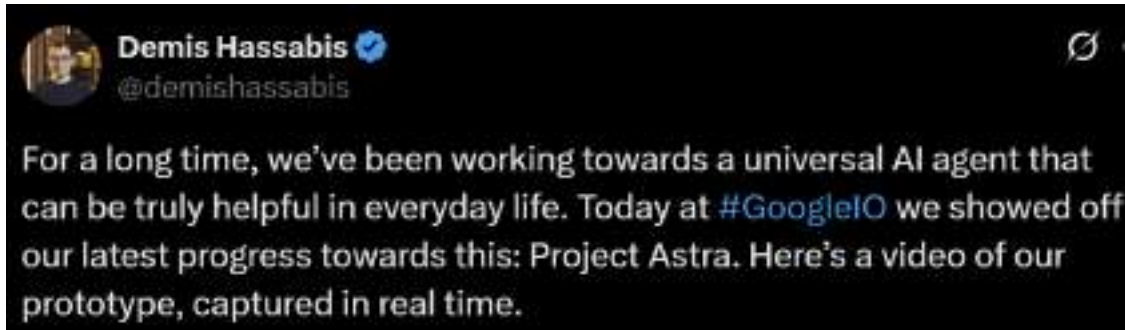 Demis Hassabis
@demishassabis
For a long time, we've been working towards a universal AI agent that
can be truly helpful in everyday life. Today at #GoogleIO we showed off
our latest progress towards this: Project Astra. Here's a video of our
prototype, captured in real time.